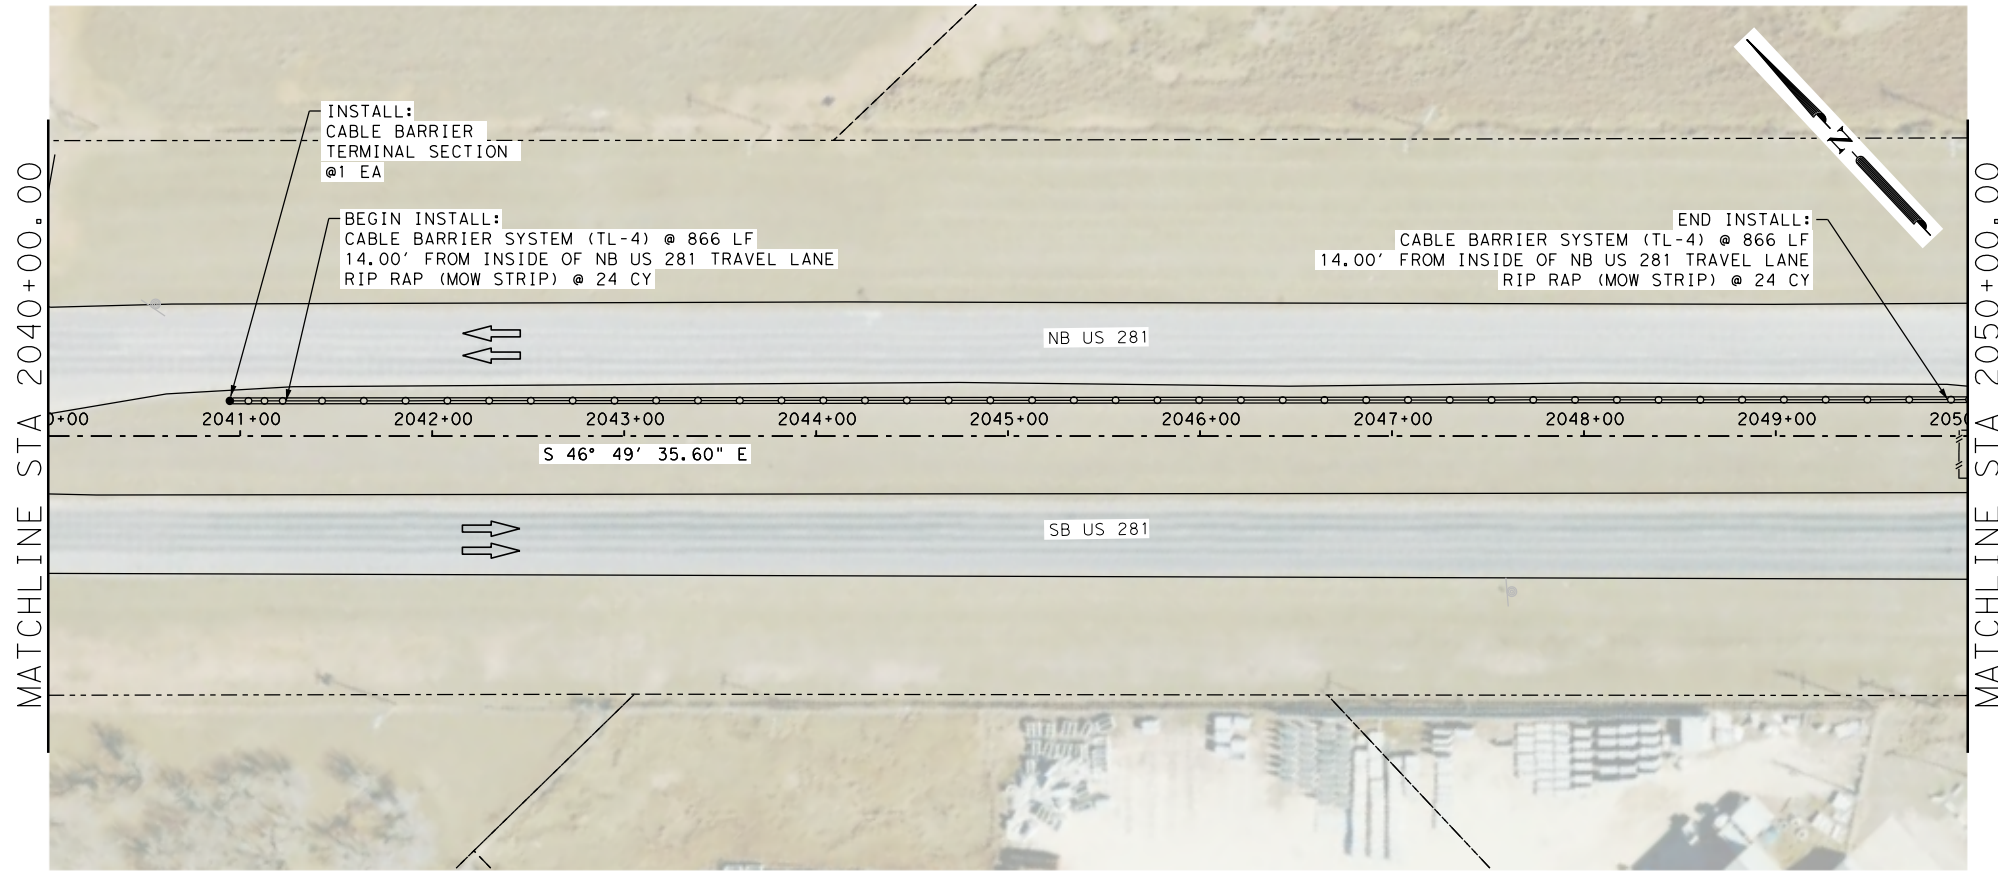 INSTALL:
CABLE BARRIER
TERMINAL SECTION
@1 EA
BEGIN INSTALL:
CABLE BARRIER SYSTEM (TL-4) @ 866 LF
14.00' FROM INSIDE OF NB US 281 TRAVEL LANE
RIP RAP (MOW STRIP) @ 24 CY
END INSTALL:
CABLE BARRIER SYSTEM (TL-4) @ 866 LF
14.00' FROM INSIDE OF NB US 281 TRAVEL LANE
RIP RAP (MOW STRIP) @ 24 CY
N
MATCHLINE STA 2040+00.00
MATCHLINE STA 2050+00.00
NB US 281
0+00 2041+00 2042+00 2043+00 2044+00 2045+00 2046+00 2047+00 2048+00 2049+00 2050
S 46° 49' 35.60" E
SB US 281